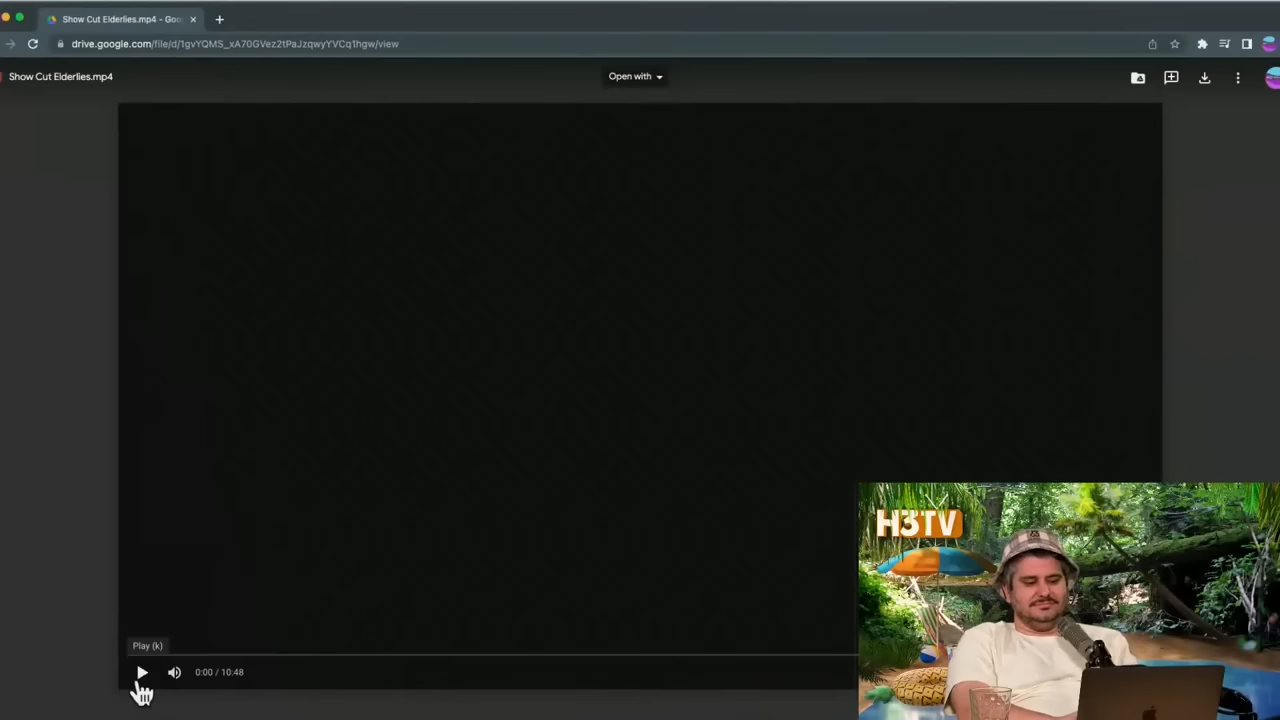 Show Cut Elderlies.mp4 - Goo
drive.google.com/file/d/1gvYQMS_xA70GVez2tPaJzqwyYVCq1hgw/view
Show Cut Elderlies.mp4
Open with
H3TV
Play (k)
0:00 / 10:48